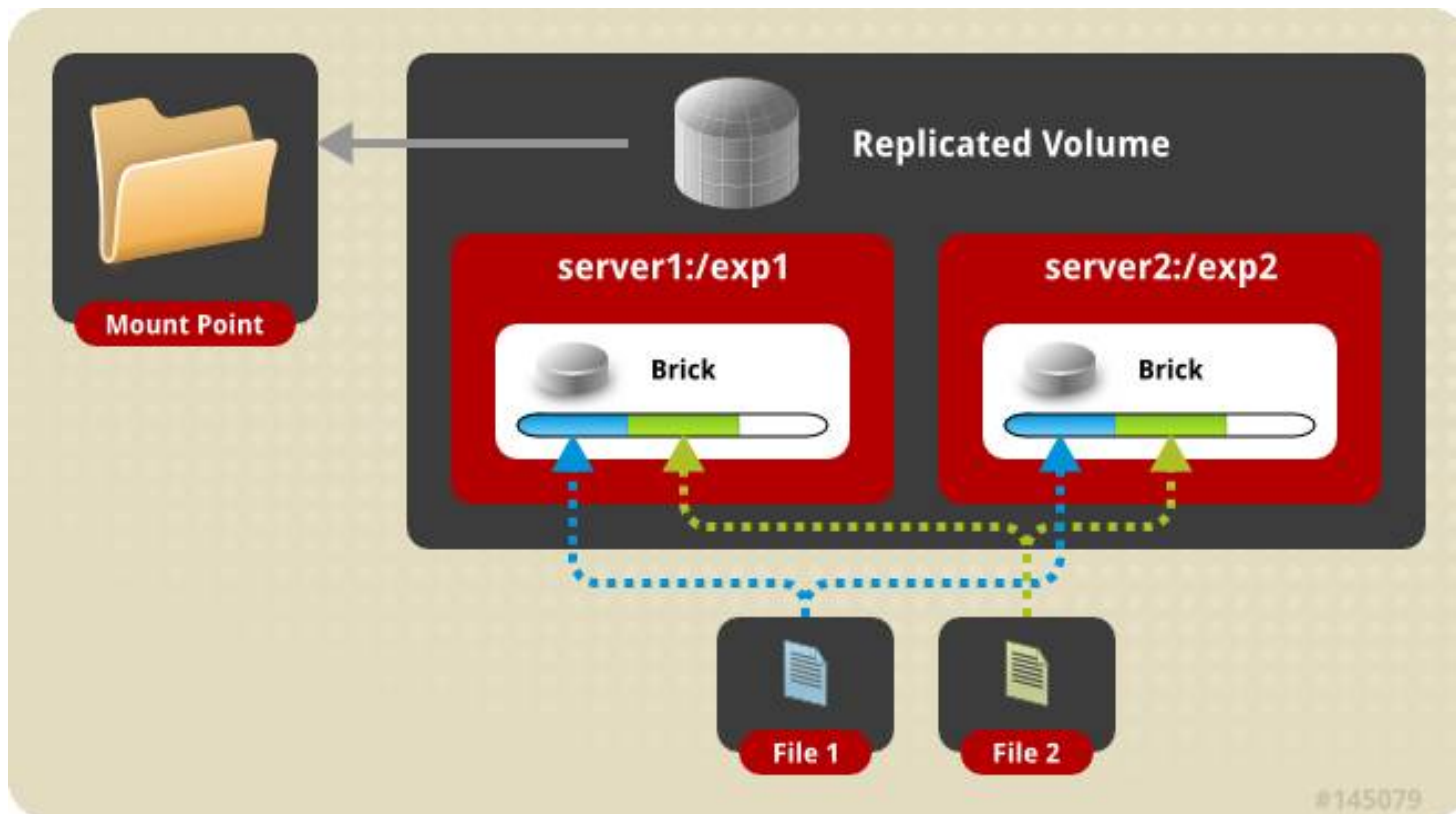 Replicated Volume
Mount Point
server1:/exp1
server2:/exp2
Brick
Brick
File 1
File 2
#145079